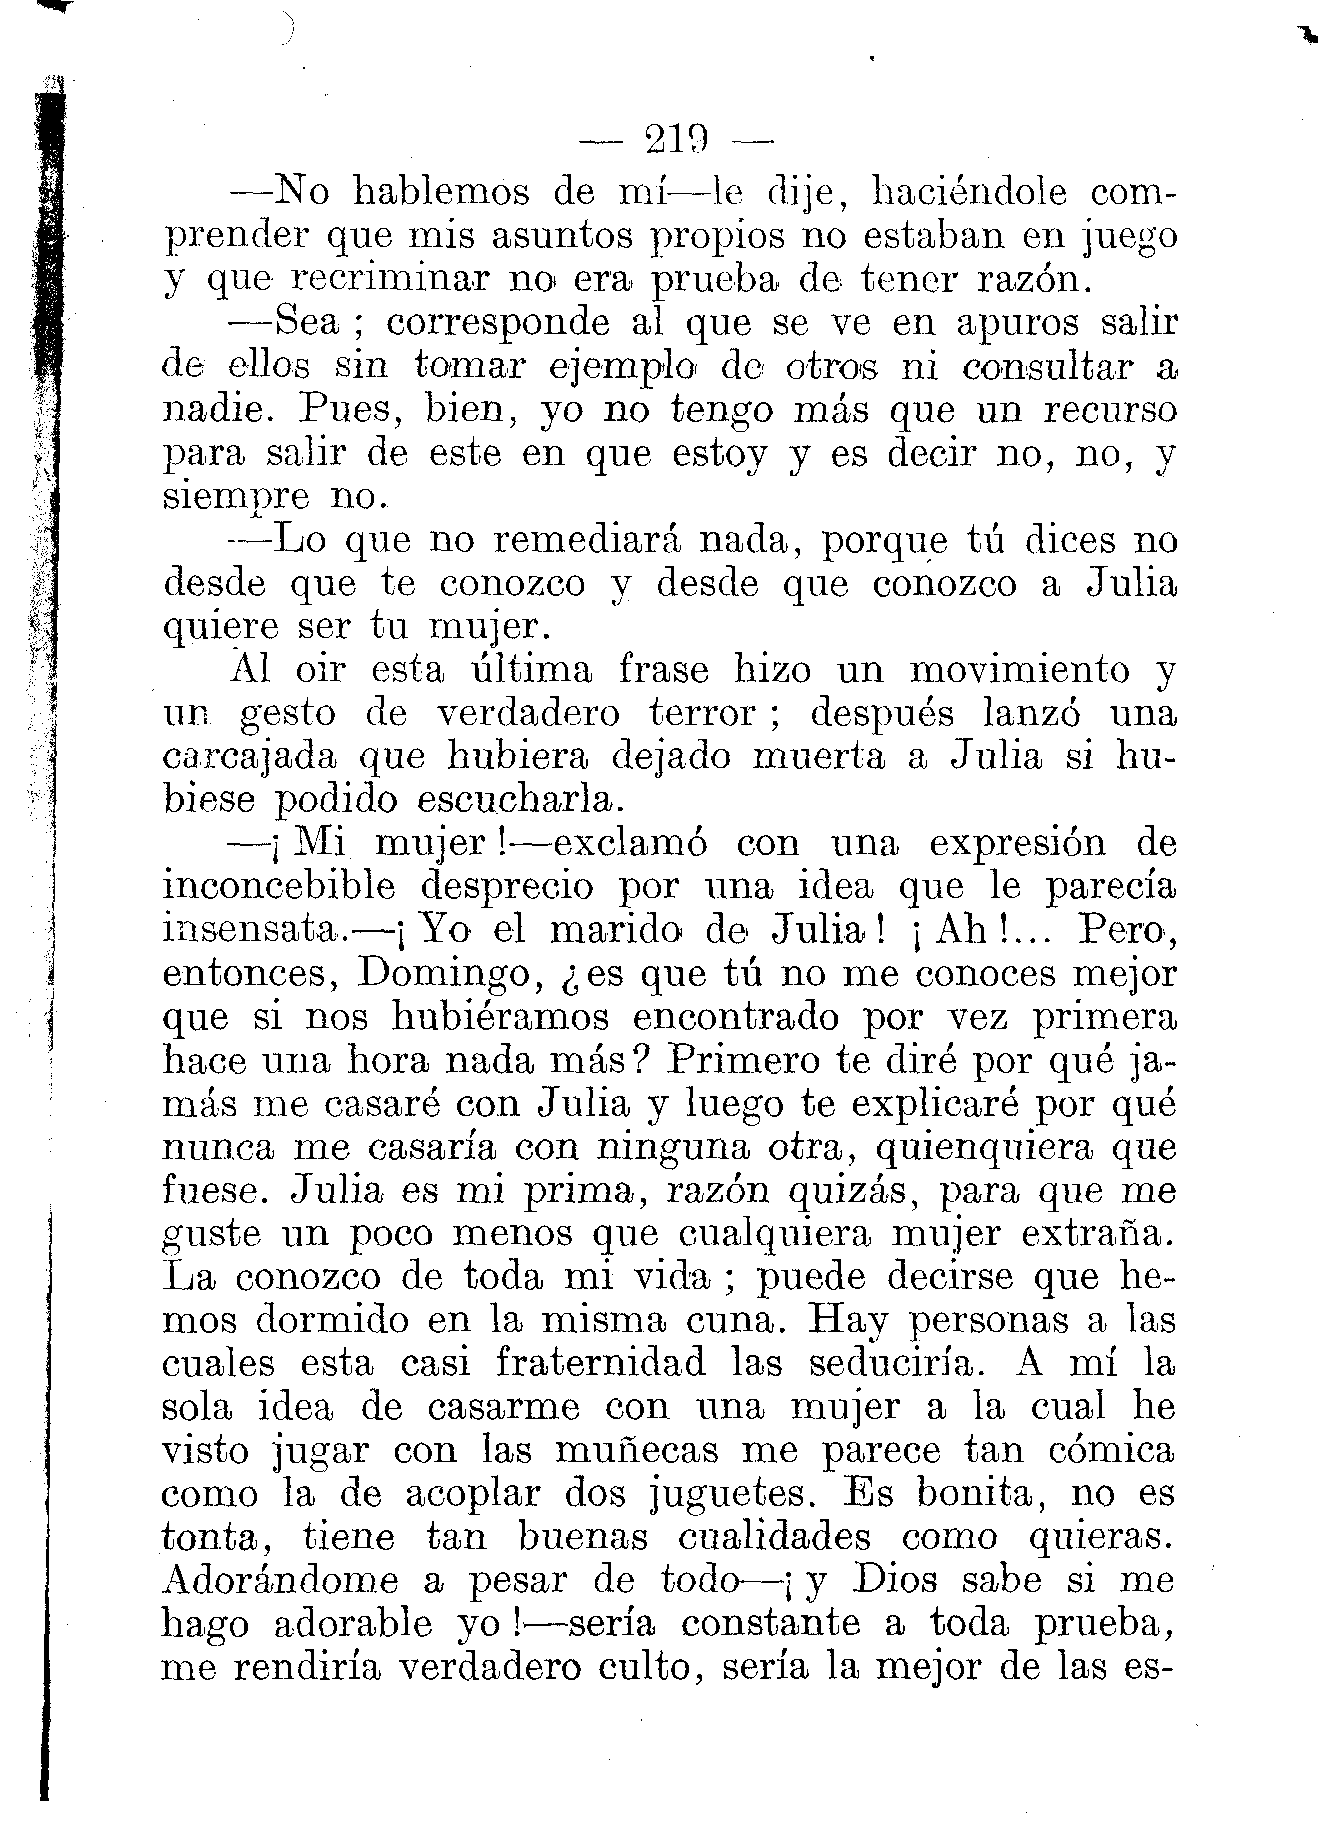 — 219 —
—No hablemos de mí—le dije, haciéndole com-
prender que mis asuntos propios no estaban en juego
y que recriminar no era prueba de tener razón.
—Sea ; corresponde al que se ve en apuros salir
de ellos sin tomar ejemplo de otros ni consultar a
nadie. Pues, bien, yo no tengo más que un recurso
para salir de este en que estoy y es decir no, no, y
siempre no.
—Lo que no remediará nada, porque tú dices no
desde que te conozco y desde que conozco a Julia
quiere ser tu mujer.
Al oir esta última frase hizo un movimiento y
un gesto de verdadero terror ; después lanzó una
carcajada que hubiera dejado muerta a Julia si hu-
biese podido escucharla.
—¡ Mi mujer !—exclamó con una expresión de
inconcebible desprecio por una idea que le parecía
insensata.—¡ Yo el marido de Julia ! ¡ Ah !... Pero,
entonces, Domingo, ¿ es que tú no me conoces mejor
que si nos hubiéramos encontrado por vez primera
hace una hora nada más? Primero te diré por qué ja-
más me casaré con Julia y luego te explicaré por qué
nunca me casaría con ninguna otra, quienquiera que
fuese. Julia es mi prima, razón quizás, para que me
guste un poco menos que cualquiera mujer extraña.
La conozco de toda mi vida ; puede decirse que he-
mos dormido en la misma cuna. Hay personas a las
cuales esta casi fraternidad las seduciría. A mí la
sola idea de casarme con una mujer a la cual he
visto jugar con las muñecas me parece tan cómica
como la de acoplar dos juguetes. Es bonita, no es
tonta, tiene tan buenas cualidades como quieras.
Adorándome a pesar de todo—¡ y Dios sabe si me
hago adorable yo !—sería constante a toda prueba,
me rendiría verdadero culto, sería la mejor de las es-